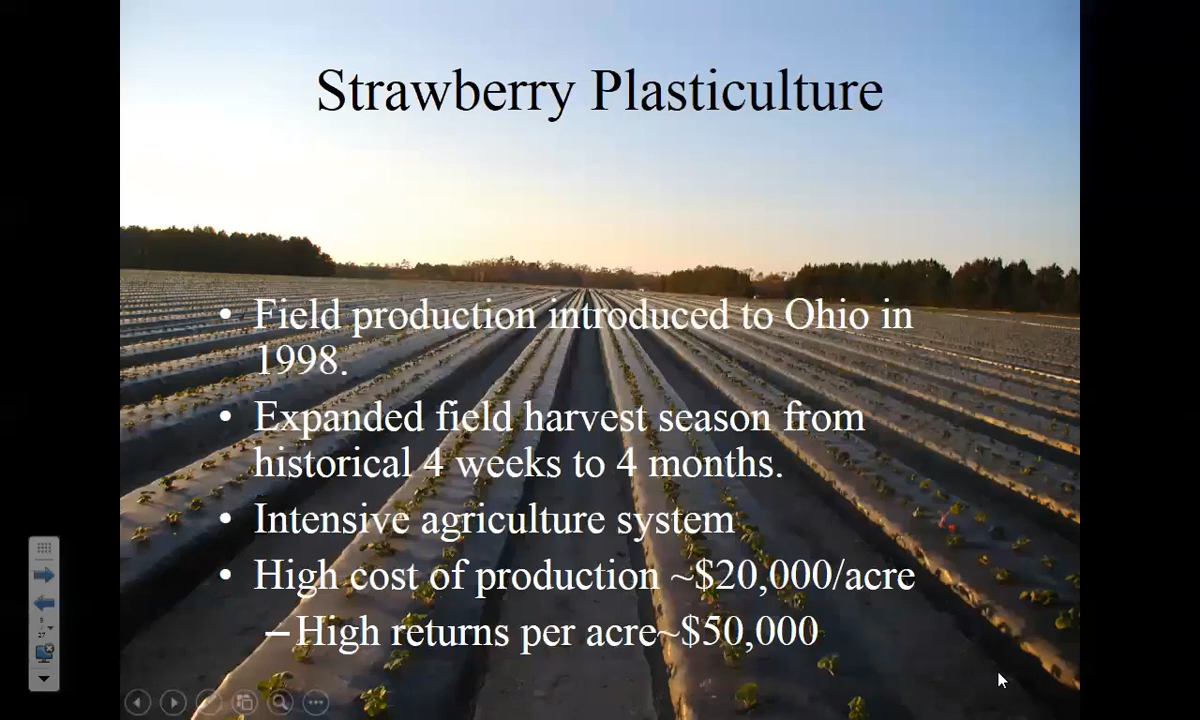 Strawberry Plasticulture
• Field production introduced to Ohio in
1998.
• Expanded field harvest season from
historical 4 weeks to 4 months.
• Intensive agriculture system
• High cost of production ~$20,000/acre
–High returns per acre~$50,000
27